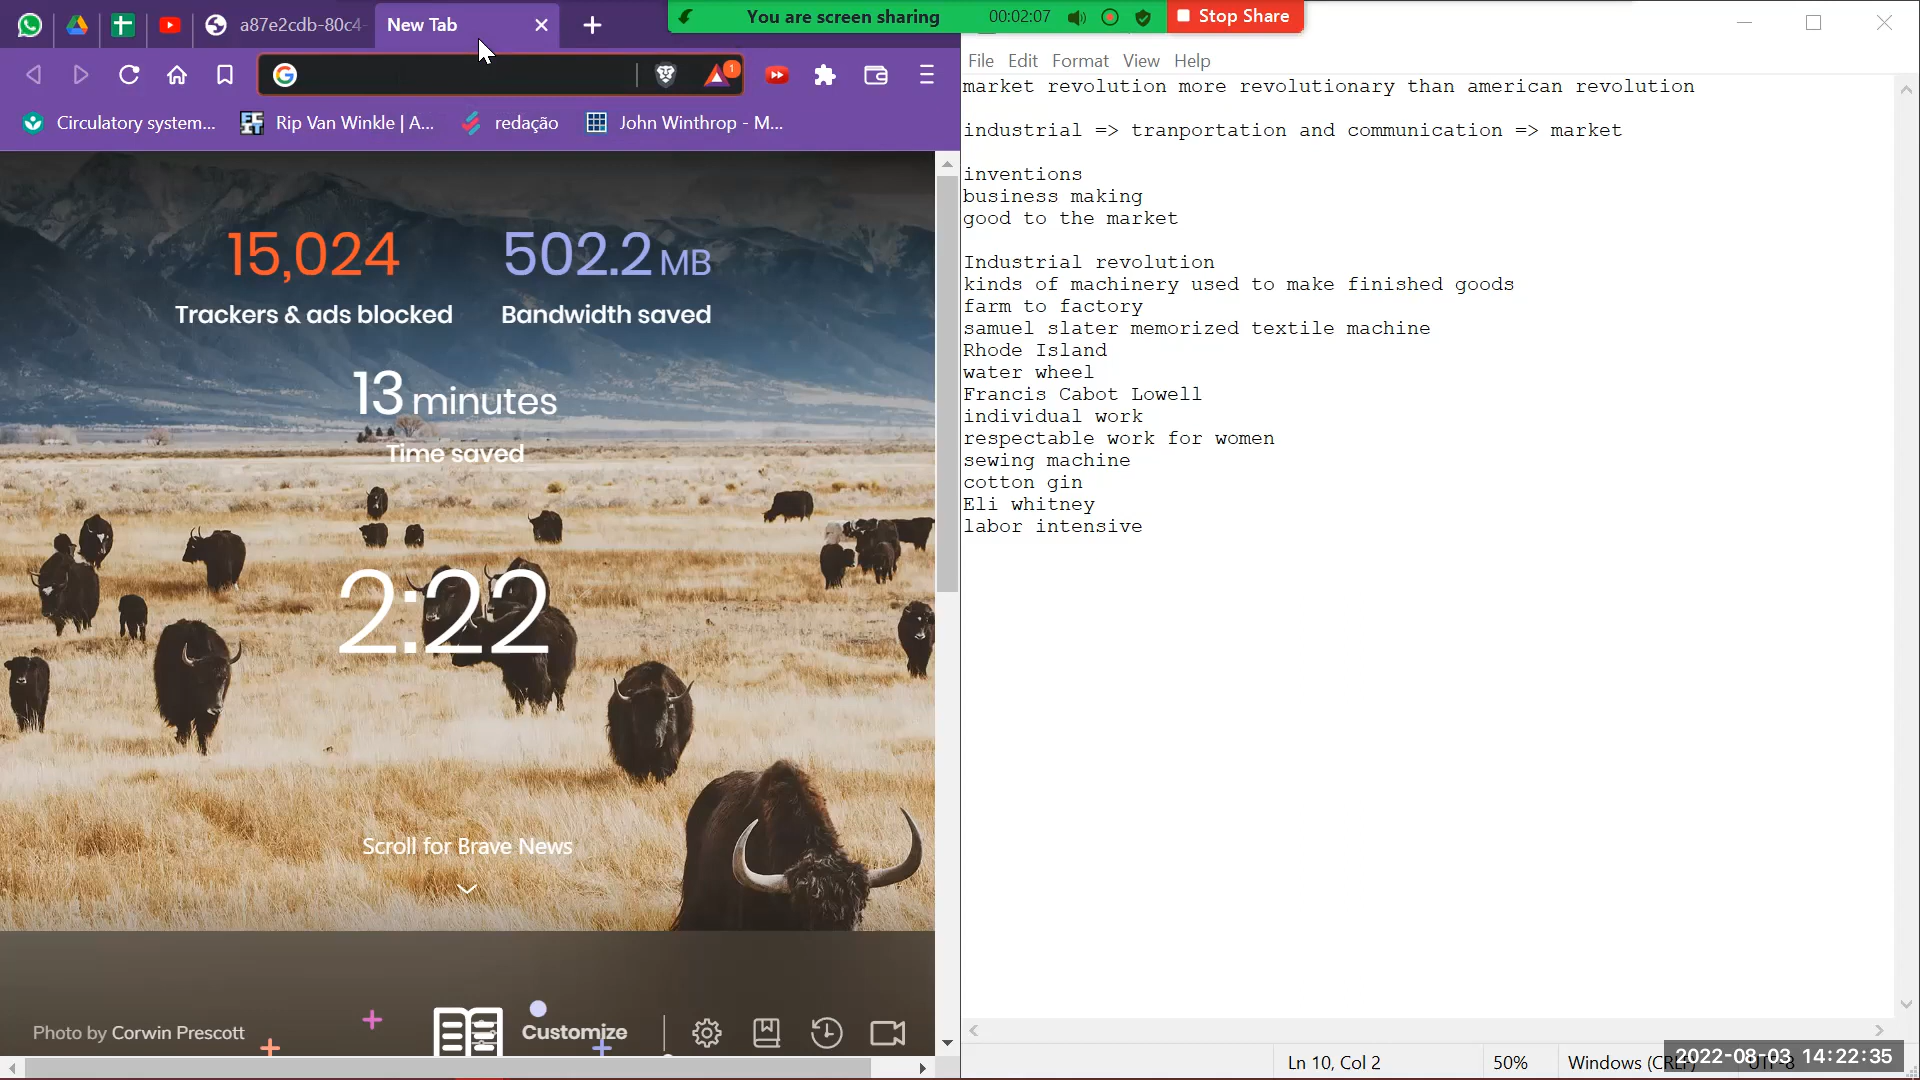 a87e2cdb-80c4-
New Tab
You are screen sharing
00:02:07
Stop Share
1
Circulatory system...
Rip Van Winkle | A...
redação
John Winthrop - M...
15,024
Trackers & ads blocked
502.2 MB
Bandwidth saved
13 minutes
Time saved
2:22
Scroll for Brave News
Photo by Corwin Prescott
Customize
File Edit Format View Help
market revolution more revolutionary than american revolution
industrial => tranportation and communication => market
inventions
business making
good to the market
Industrial revolution
kinds of machinery used to make finished goods
farm to factory
samuel slater memorized textile machine
Rhode Island
water wheel
Francis Cabot Lowell
individual work
respectable work for women
sewing machine
cotton gin
Eli whitney
labor intensive
Ln 10, Col 2
50%
Windows (CRLF)
2022-08-03 14:22:35